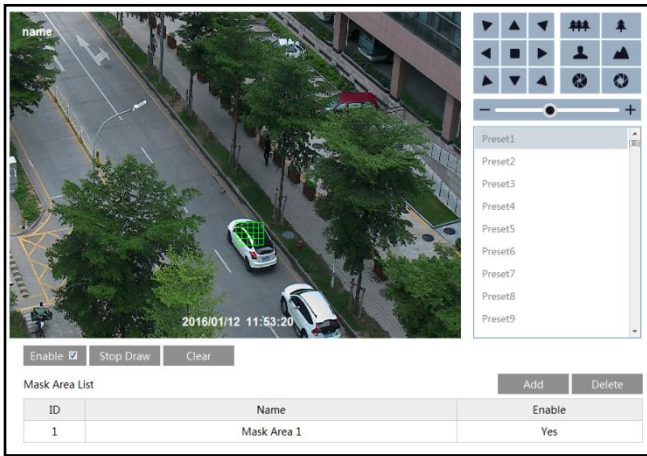 name
2016/01/12 11:53:20
Preset1
Preset2
Preset3
Preset4
Preset5
Preset6
Preset7
Preset8
Preset9
Enable Stop Draw Clear
Mask Area List Add Delete
ID Name Enable
1 Mask Area 1 Yes